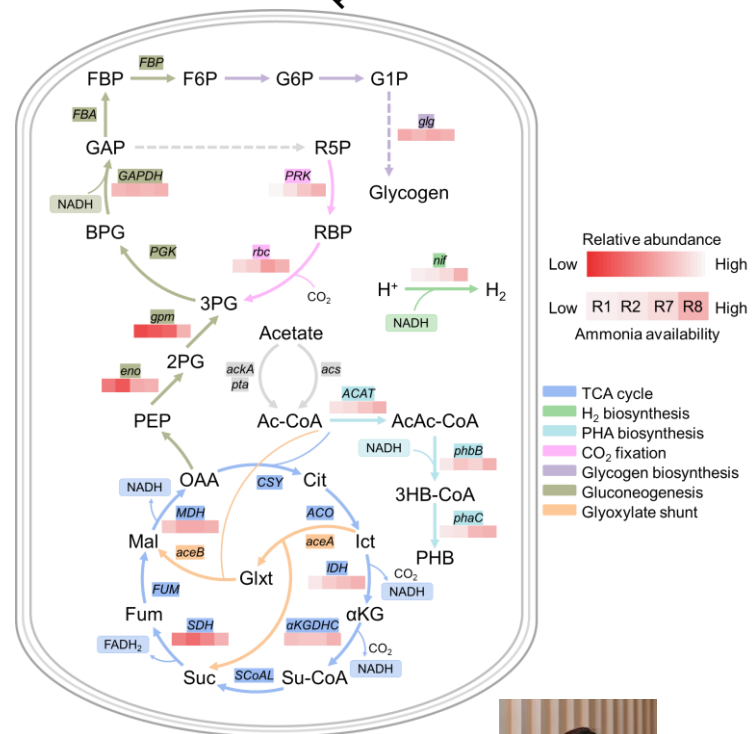 FBP
FBP
F6P
G6P
G1P
FBA
glg
GAP
R5P
GAPDH
PRK
NADH
Glycogen
BPG
RBP
PGK
rbc
nif
3PG
CO₂
H⁺
H₂
NADH
gpm
Acetate
2PG
eno
ackA
pta
acs
ACAT
PEP
Ac-CoA
AcAc-CoA
NADH
phbB
OAA
CSY
Cit
NADH
3HB-CoA
MDH
ACO
phaC
Mal
aceB
aceA
Ict
PHB
Glxt
IDH
CO₂
NADH
FUM
Fum
αKG
SDH
αKGDHC
FADH₂
CO₂
NADH
Suc
SCoAL
Su-CoA
Relative abundance
Low
High
Low R1 R2 R7 R8 High
Ammonia availability
TCA cycle
H₂ biosynthesis
PHA biosynthesis
CO₂ fixation
Glycogen biosynthesis
Gluconeogenesis
Glyoxylate shunt